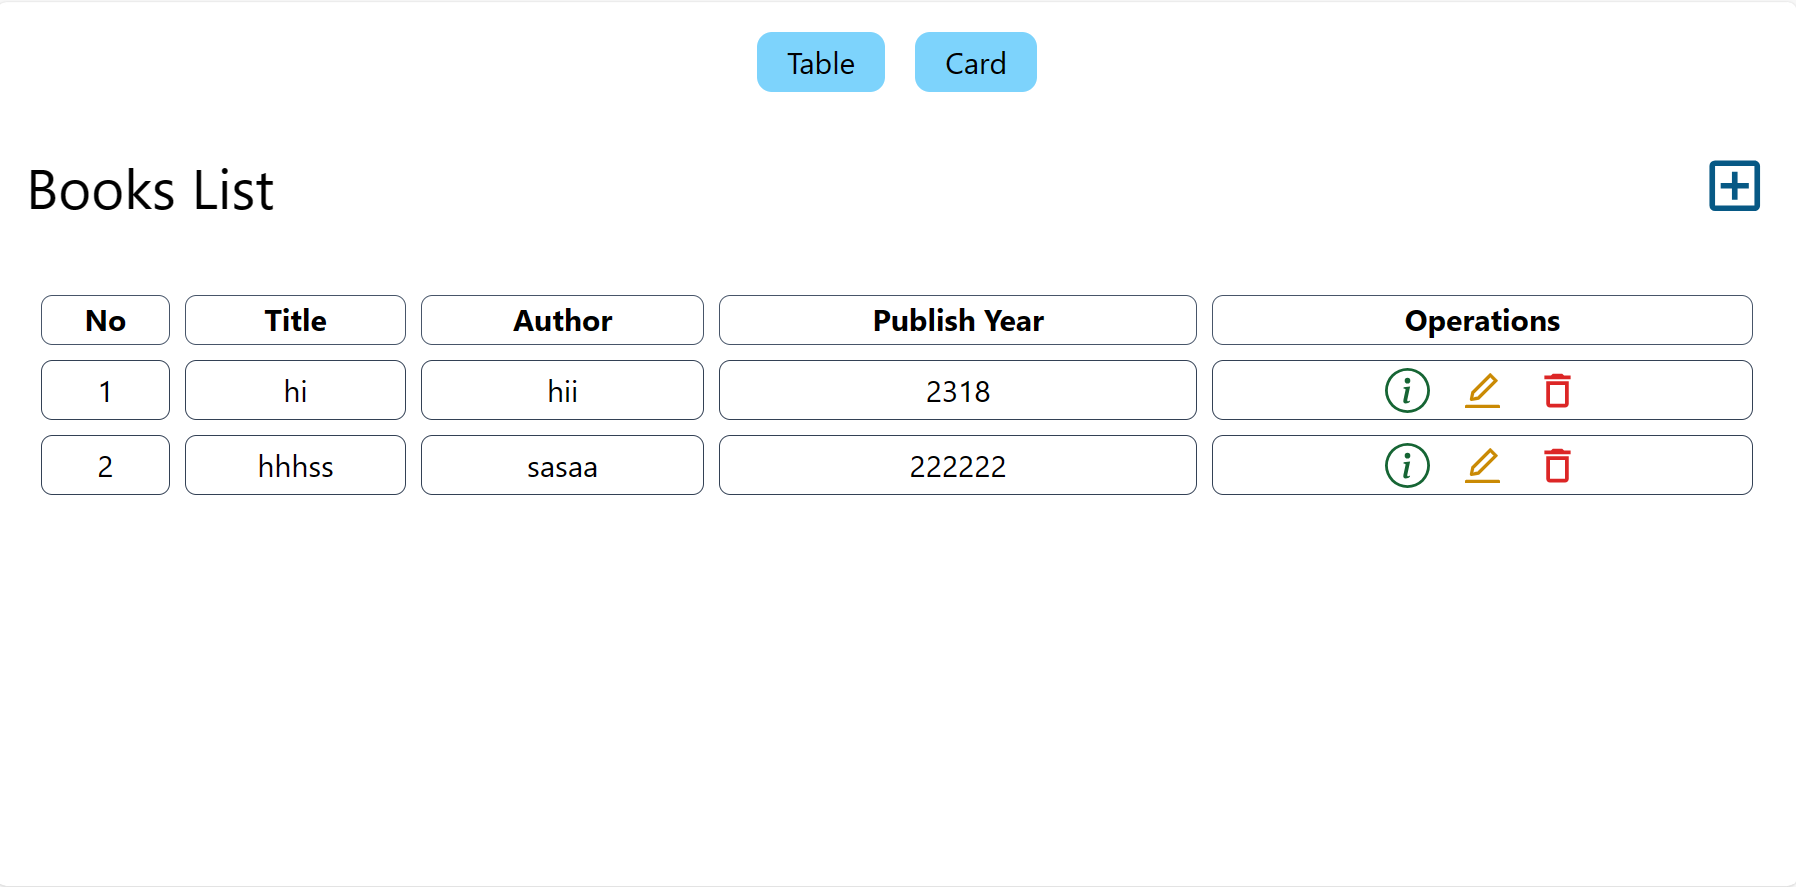 Table Card
Books List
No Title Author Publish Year Operations
1 hi hii 2318
2 hhhss sasaa 222222